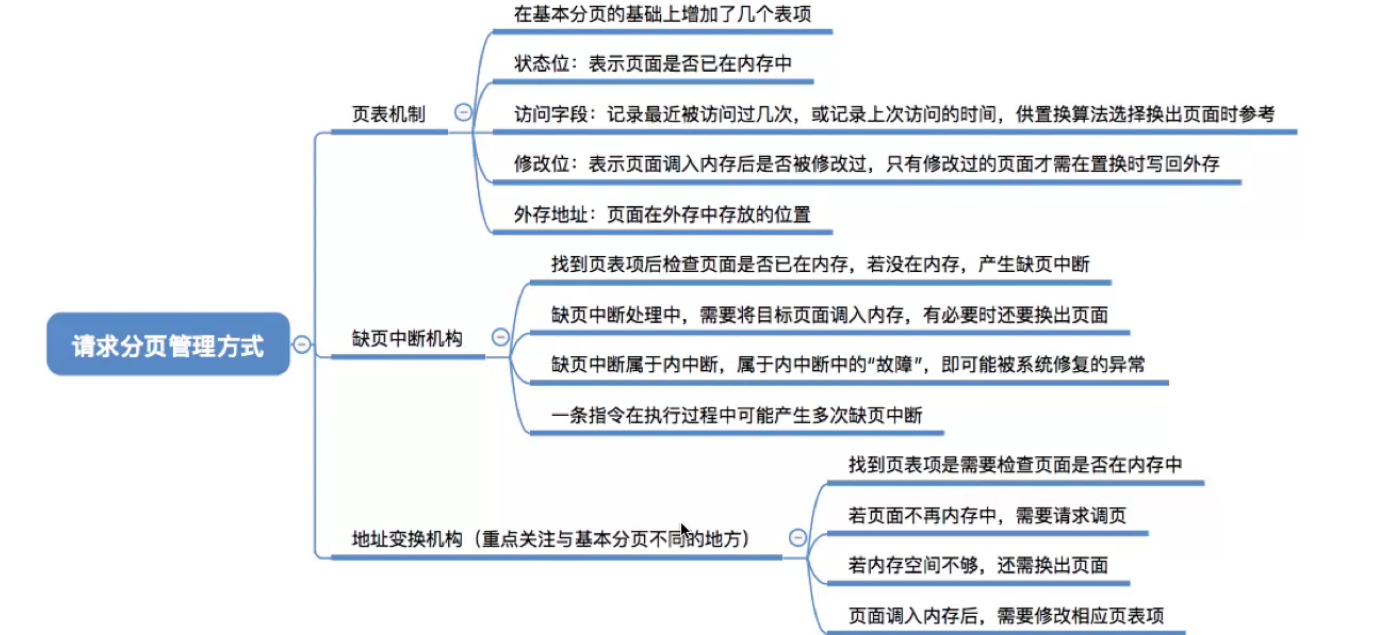 在基本分页的基础上增加了几个表项
状态位：表示页面是否已在内存中
页表机制
访问字段：记录最近被访问过几次，或记录上次访问的时间，供置换算法选择换出页面时参考
修改位：表示页面调入内存后是否被修改过，只有修改过的页面才需在置换时写回外存
外存地址：页面在外存中存放的位置
找到页表项后检查页面是否已在内存，若没在内存，产生缺页中断
缺页中断处理中，需要将目标页面调入内存，有必要时还要换出页面
请求分页管理方式
缺页中断机构
缺页中断属于内中断，属于内中断中的“故障”，即可能被系统修复的异常
一条指令在执行过程中可能产生多次缺页中断
找到页表项是需要检查页面是否在内存中
若页面不再内存中，需要请求调页
地址变换机构（重点关注与基本分页不同的地方）
若内存空间不够，还需换出页面
页面调入内存后，需要修改相应页表项